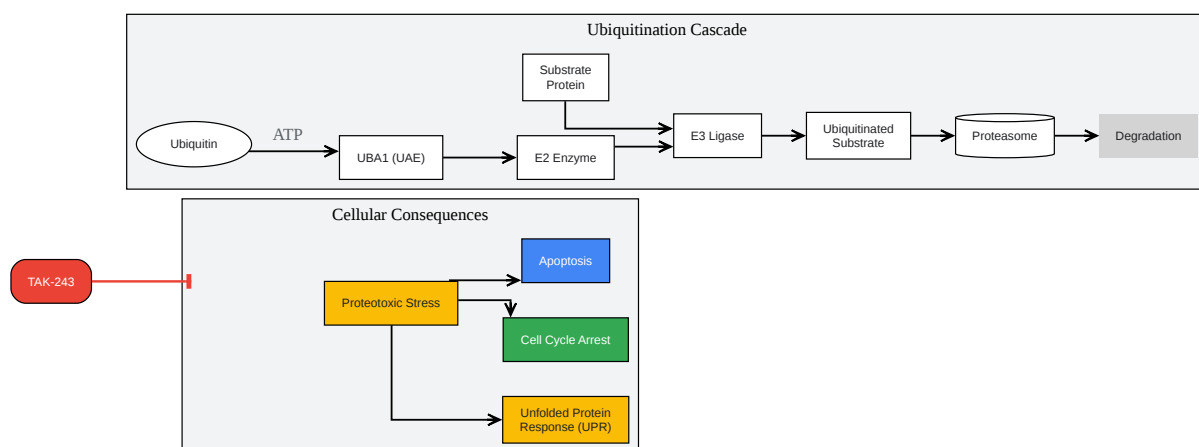 Ubiquitination Cascade
Substrate
Protein
Ubiquitin
ATP
UBA1 (UAE)
E2 Enzyme
E3 Ligase
Ubiquitinated
Substrate
Proteasome
Degradation
Cellular Consequences
TAK-243
Proteotoxic Stress
Apoptosis
Cell Cycle Arrest
Unfolded Protein
Response (UPR)